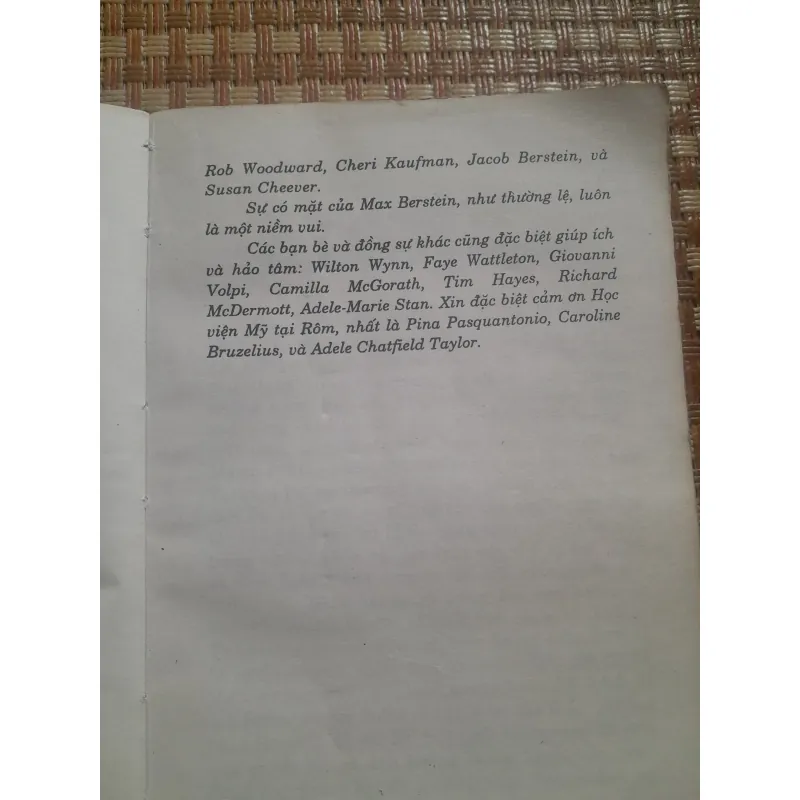 Rob Woodward, Cheri Kaufman, Jacob Berstein, và
Susan Cheever.
Sự có mặt của Max Berstein, như thường lệ, luôn
là một niềm vui.
Các bạn bè và đồng sự khác cũng đặc biệt giúp ích
và hảo tâm: Wilton Wynn, Faye Wattleton, Giovanni
Volpi, Camilla McGorath, Tim Hayes, Richard
McDermott, Adele-Marie Stan. Xin đặc biệt cảm ơn Học
viện Mỹ tại Rôm, nhất là Pina Pasquantonio, Caroline
Bruzelius, và Adele Chatfield Taylor.